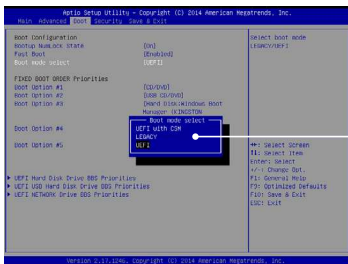 Aptio Setup Utility - Copyright (C) 2014 American Megatrends, Inc.
Main Advanced Boot Security Save & Exit
Boot Configuration
Bootup NumLock State [On]
Fast Boot [Enabled]
Boot mode select [UEFI]
FIXED BOOT ORDER Priorities
Boot Option #1 [CD/DVD]
Boot Option #2 [USB CD/DVD]
Boot Option #3 [Hard Disk:Windows Boot
Manager (KINGSTON
Boot Option #4
Boot Option #5
Boot mode select
UEFI with CSM
LEGACY
UEFI
▶ UEFI Hard Disk Drive BBS Priorities
▶ UEFI USB Hard Disk Drive BBS Priorities
▶ UEFI NETWORK Drive BBS Priorities
Select boot mode
LEGACY/UEFI
→←: Select Screen
↑↓: Select Item
Enter: Select
+/-: Change Opt.
F1: General Help
F9: Optimized Defaults
F10: Save & Exit
ESC: Exit
Version 2.17.1246. Copyright (C) 2014 American Megatrends, Inc.